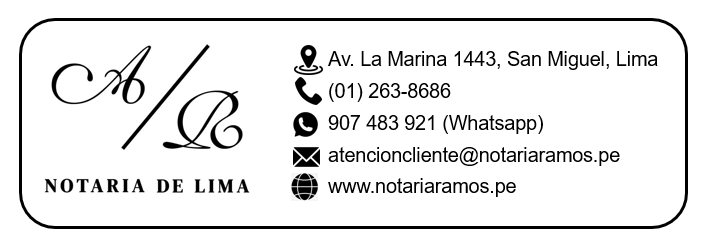 A/R
NOTARIA DE LIMA
Av. La Marina 1443, San Miguel, Lima
(01) 263-8686
907 483 921 (Whatsapp)
atencioncliente@notariaramos.pe
www.notariaramos.pe